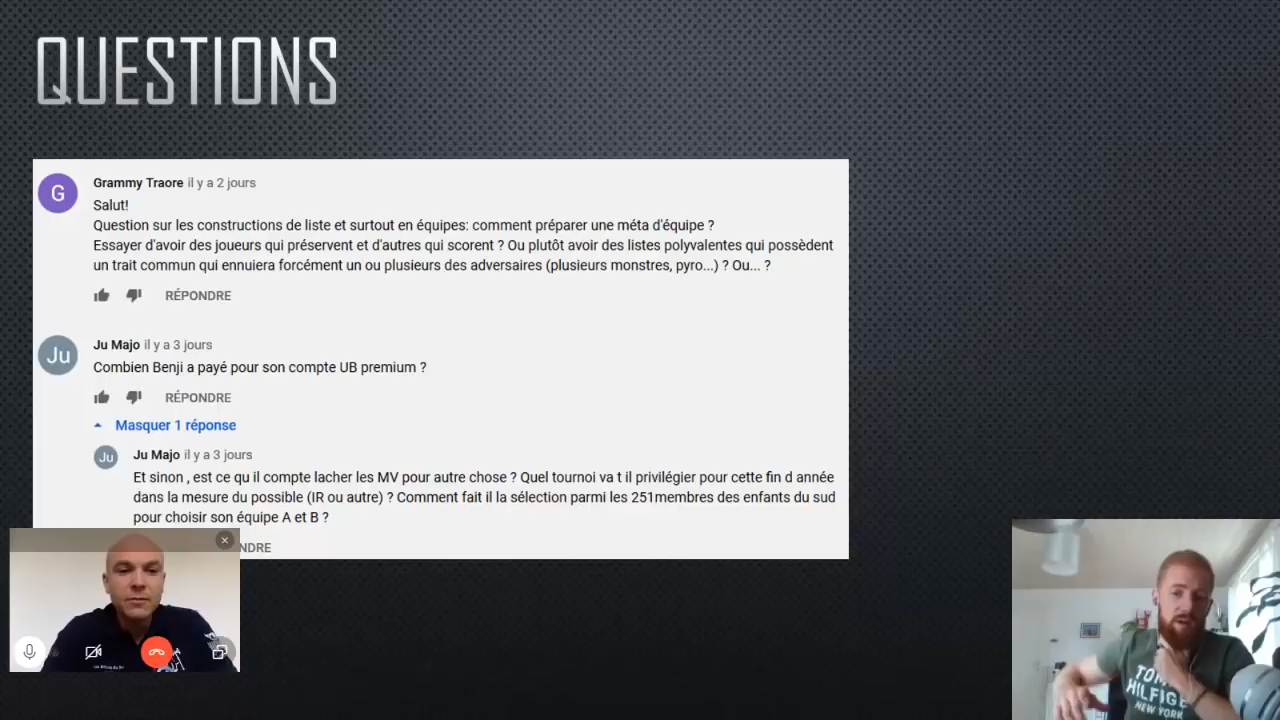 QUESTIONS
G
Grammy Traore il y a 2 jours
Salut!
Question sur les constructions de liste et surtout en équipes: comment préparer une méta d'équipe ?
Essayer d'avoir des joueurs qui préservent et d'autres qui scorent ? Ou plutôt avoir des listes polyvalentes qui possèdent
un trait commun qui ennuiera forcément un ou plusieurs des adversaires (plusieurs monstres, pyro...) ? Ou... ?
RÉPONDRE
Ju
Ju Majo il y a 3 jours
Combien Benji a payé pour son compte UB premium ?
RÉPONDRE
Masquer 1 réponse
Ju
Ju Majo il y a 3 jours
Et sinon , est ce qu il compte lacher les MV pour autre chose ? Quel tournoi va t il privilégier pour cette fin d année
dans la mesure du possible (IR ou autre) ? Comment fait il la sélection parmi les 251membres des enfants du sud
pour choisir son équipe A et B ?
NDRE
TOM
HILFIGE
NEW YORK